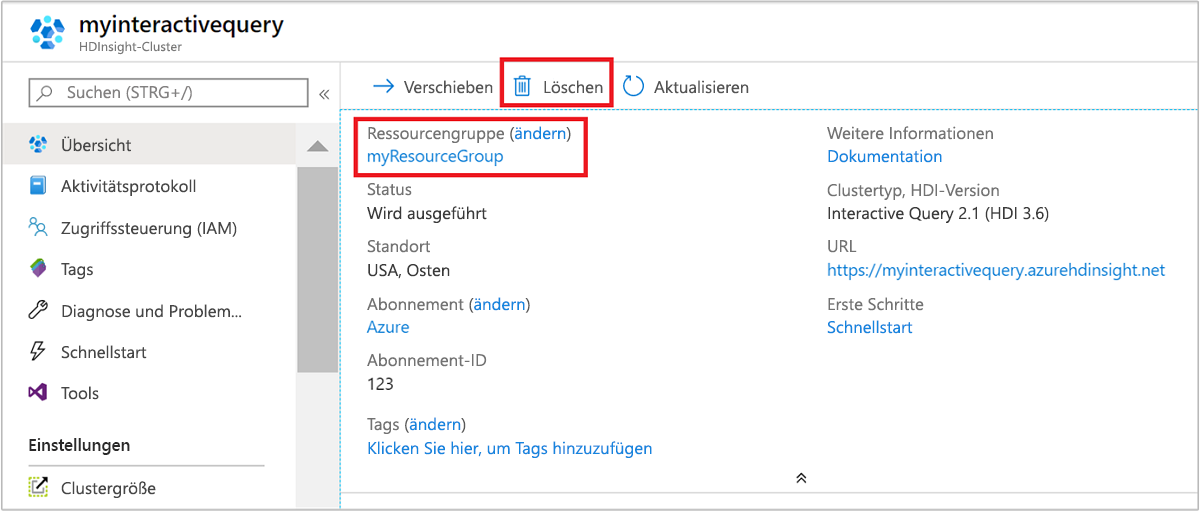 myinteractivequery
HDInsight-Cluster
Suchen (STRG+/)
«
Übersicht
Aktivitätsprotokoll
Zugriffssteuerung (IAM)
Tags
Diagnose und Problem...
Schnellstart
Tools
Einstellungen
Clustergröße
Verschieben Löschen Aktualisieren
Ressourcengruppe (ändern)
myResourceGroup
Status
Wird ausgeführt
Standort
USA, Osten
Abonnement (ändern)
Azure
Abonnement-ID
123
Tags (ändern)
Klicken Sie hier, um Tags hinzuzufügen
Weitere Informationen
Dokumentation
Clustertyp, HDI-Version
Interactive Query 2.1 (HDI 3.6)
URL
https://myinteractivequery.azurehdinsight.net
Erste Schritte
Schnellstart